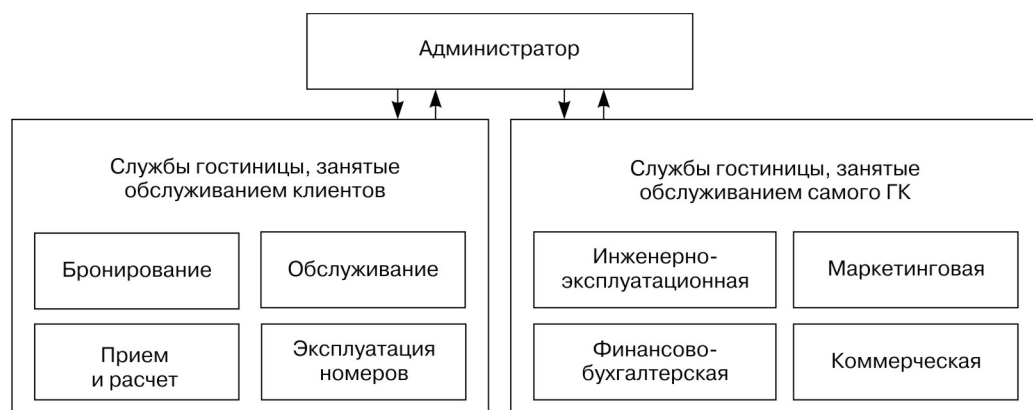 Администратор
Службы гостиницы, занятые
обслуживанием клиентов
Бронирование
Обслуживание
Прием
и расчет
Эксплуатация
номеров
Службы гостиницы, занятые
обслуживанием самого ГК
Инженерно-
эксплуатационная
Маркетинговая
Финансово-
бухгалтерская
Коммерческая